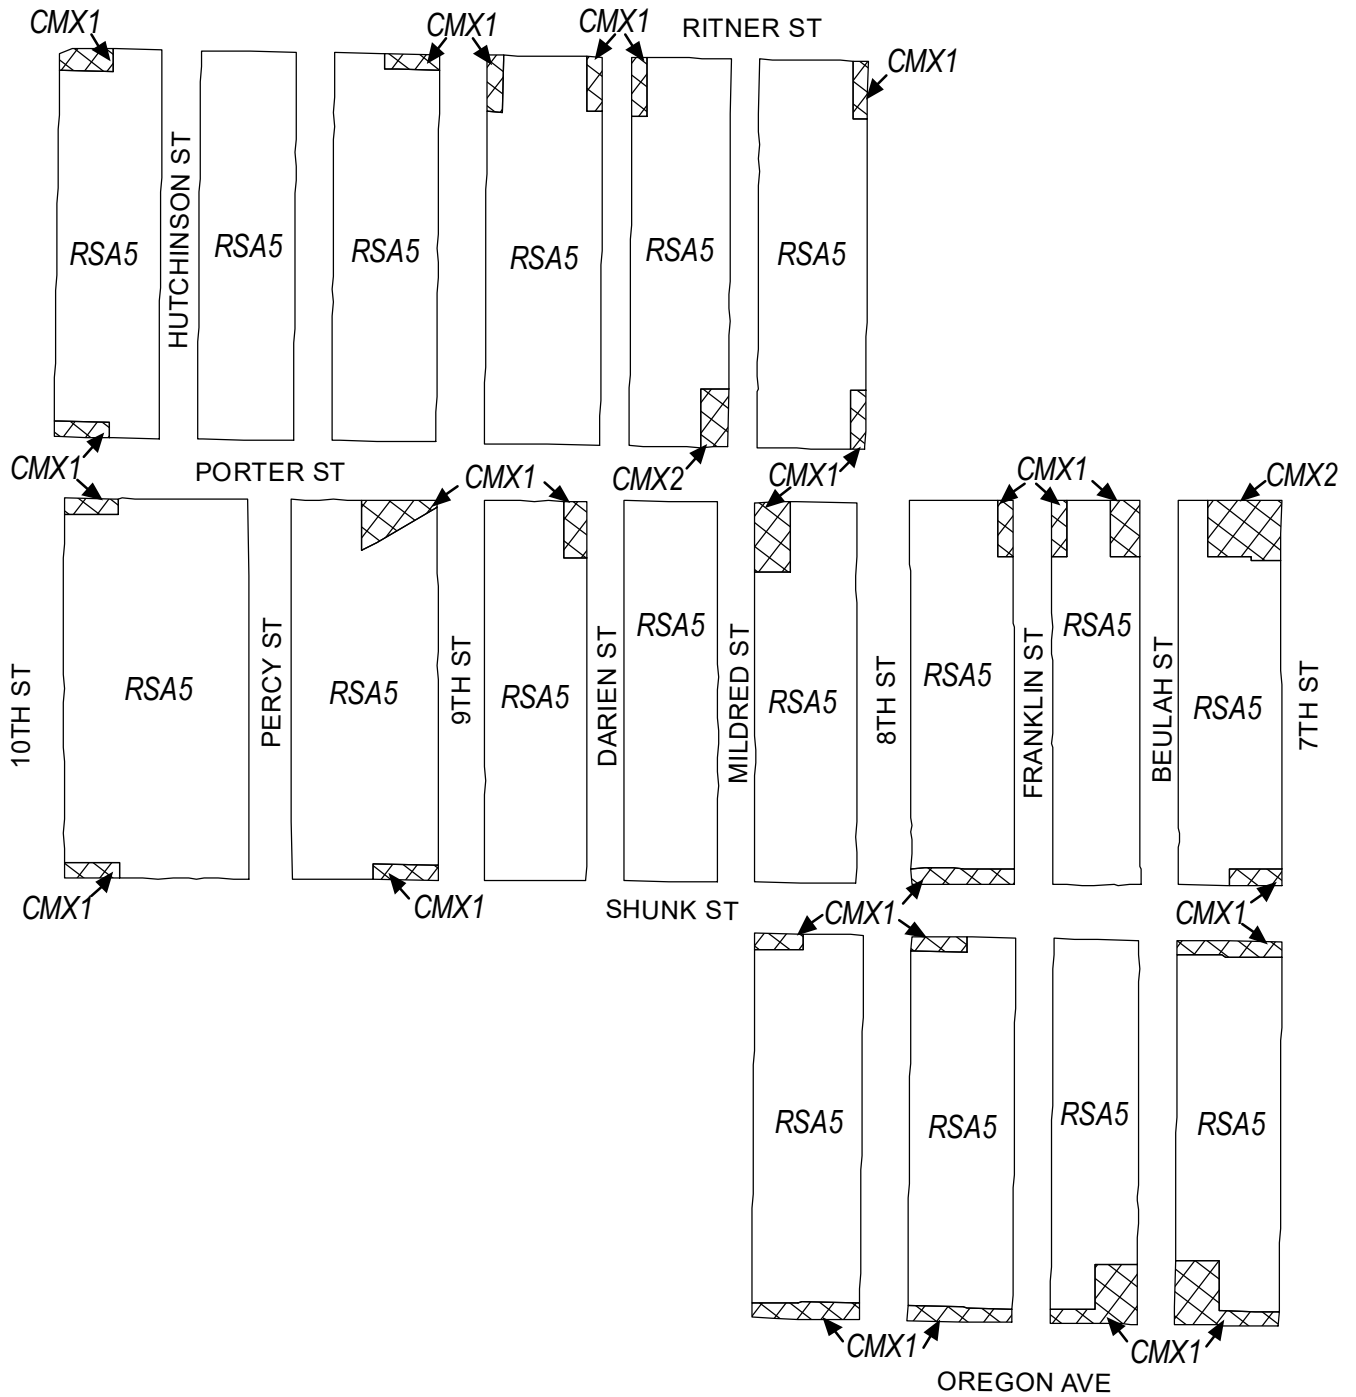 CMX1
CMX1
CMX1
RITNER ST
CMX1
HUTCHINSON ST
RSA5
RSA5
RSA5
RSA5
RSA5
RSA5
CMX1
PORTER ST
CMX1
CMX2
CMX1
CMX1
CMX2
10TH ST
RSA5
PERCY ST
RSA5
9TH ST
RSA5
DARIEN ST
RSA5
MILDRED ST
RSA5
8TH ST
RSA5
FRANKLIN ST
RSA5
BEULAH ST
RSA5
7TH ST
CMX1
CMX1
SHUNK ST
CMX1
CMX1
RSA5
RSA5
RSA5
RSA5
CMX1
CMX1
OREGON AVE